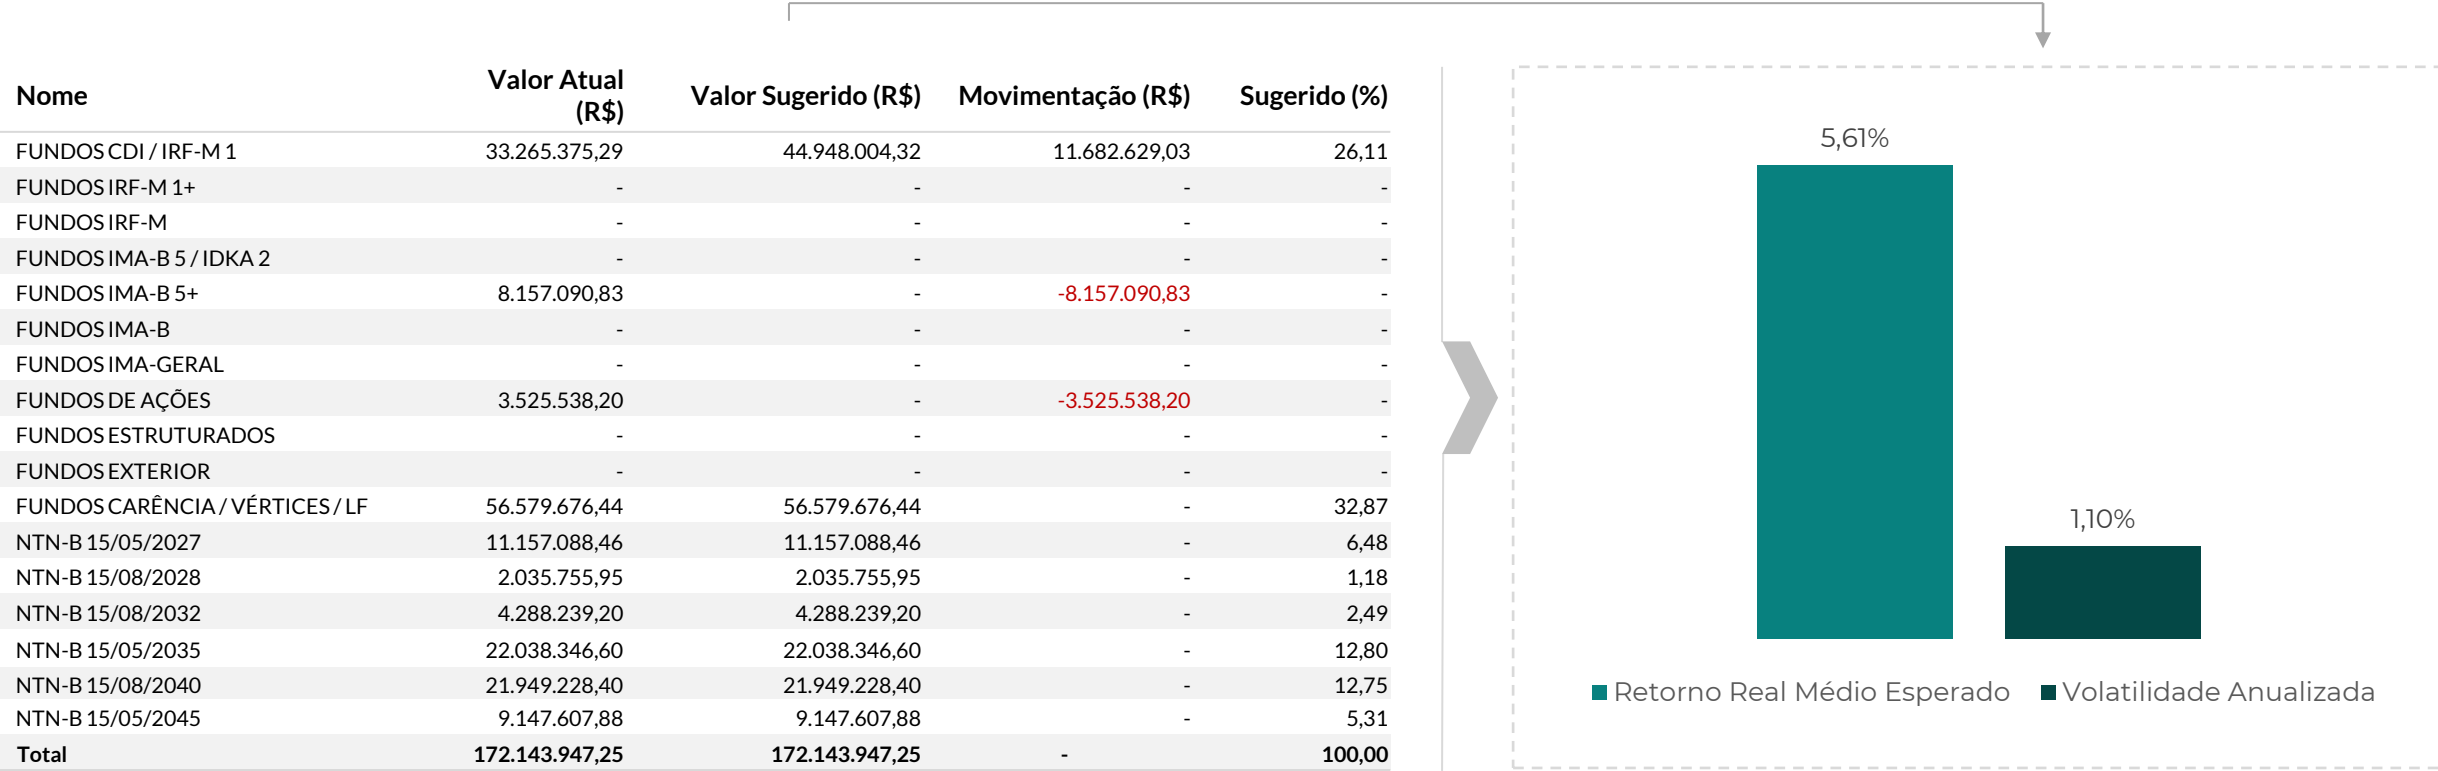 Nome Valor Atual (R$) Valor Sugerido (R$) Movimentação (R$) Sugerido (%)
FUNDOS CDI / IRF-M 1 33.265.375,29 44.948.004,32 11.682.629,03 26,11
FUNDOS IRF-M 1+ - - - -
FUNDOS IRF-M - - - -
FUNDOS IMA-B 5 / IDKA 2 - - - -
FUNDOS IMA-B 5+ 8.157.090,83 - -8.157.090,83 -
FUNDOS IMA-B - - - -
FUNDOS IMA-GERAL - - - -
FUNDOS DE AÇÕES 3.525.538,20 - -3.525.538,20 -
FUNDOS ESTRUTURADOS - - - -
FUNDOS EXTERIOR - - - -
FUNDOS CARÊNCIA / VÉRTICES / LF 56.579.676,44 56.579.676,44 - 32,87
NTN-B 15/05/2027 11.157.088,46 11.157.088,46 - 6,48
NTN-B 15/08/2028 2.035.755,95 2.035.755,95 - 1,18
NTN-B 15/08/2032 4.288.239,20 4.288.239,20 - 2,49
NTN-B 15/05/2035 22.038.346,60 22.038.346,60 - 12,80
NTN-B 15/08/2040 21.949.228,40 21.949.228,40 - 12,75
NTN-B 15/05/2045 9.147.607,88 9.147.607,88 - 5,31
Total 172.143.947,25 172.143.947,25 - 100,00
5,61%
1,10%
Retorno Real Médio Esperado Volatilidade Anualizada